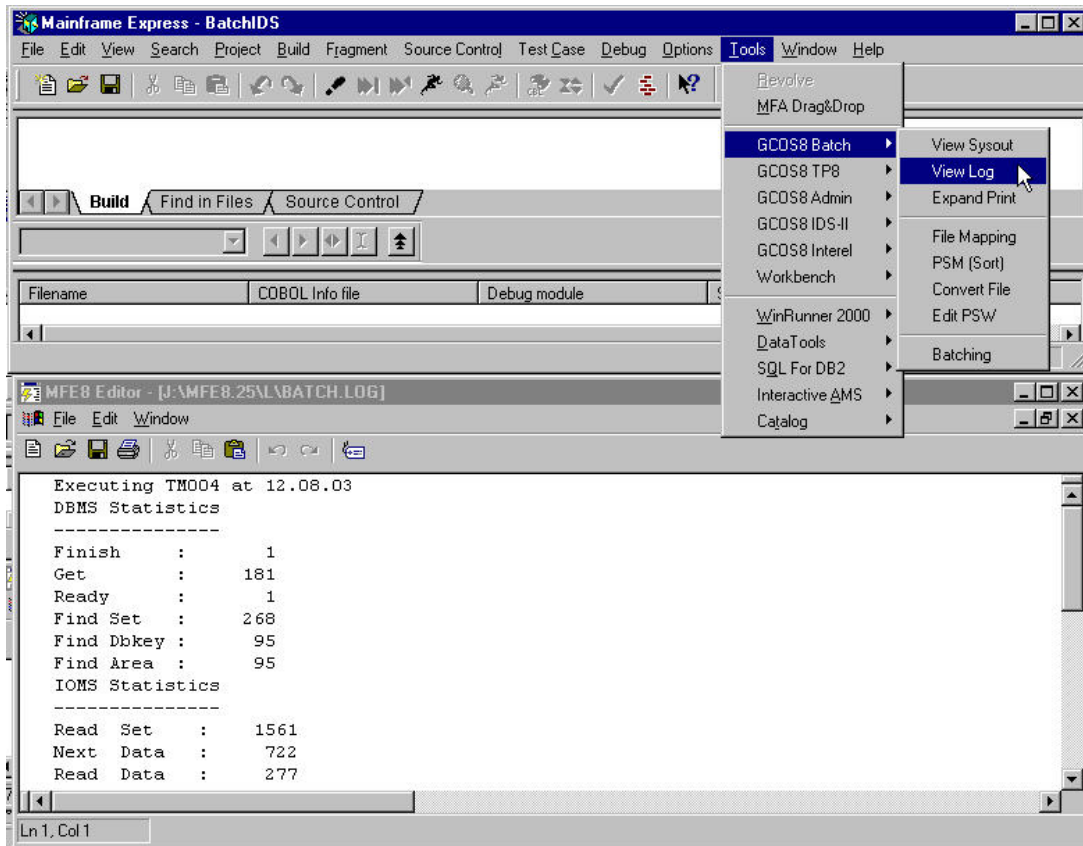 Mainframe Express - BatchIDS
File Edit View Search Project Build Fragment Source Control Test Case Debug Options Tools Window Help
Revolve
MFA Drag&Drop
GCOS8 Batch
GCOS8 TP8
GCOS8 Admin
GCOS8 IDS-II
GCOS8 Interel
Workbench
WinRunner 2000
DataTools
SQL For DB2
Interactive AMS
Catalog
View Sysout
View Log
Expand Print
File Mapping
PSM (Sort)
Convert File
Edit PSW
Batching
Build Find in Files Source Control
Filename COBOL Info file Debug module
MFE8 Editor - [J:\MFE8.25\L\BATCH.LOG]
File Edit Window
Executing TM004 at 12.08.03
DBMS Statistics
----------------
Finish : 1
Get : 181
Ready : 1
Find Set : 268
Find Dbkey : 95
Find Area : 95
IOMS Statistics
----------------
Read Set : 1561
Next Data : 722
Read Data : 277
Ln 1, Col 1